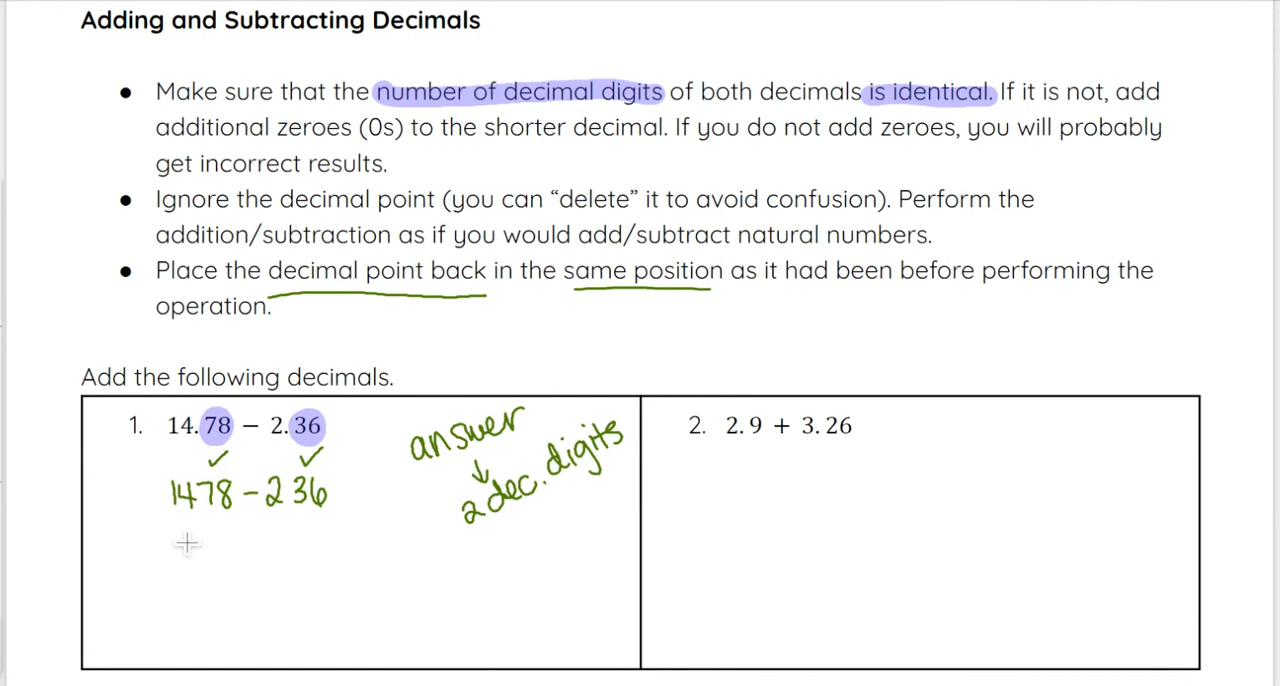 Adding and Subtracting Decimals
● Make sure that the number of decimal digits of both decimals is identical. If it is not, add
additional zeroes (0s) to the shorter decimal. If you do not add zeroes, you will probably
get incorrect results.
● Ignore the decimal point (you can “delete” it to avoid confusion). Perform the
addition/subtraction as if you would add/subtract natural numbers.
● Place the decimal point back in the same position as it had been before performing the
operation.
Add the following decimals.
1. 14.78 − 2.36
1478 - 236
answer
↓
2 dec. digits
2. 2.9 + 3.26